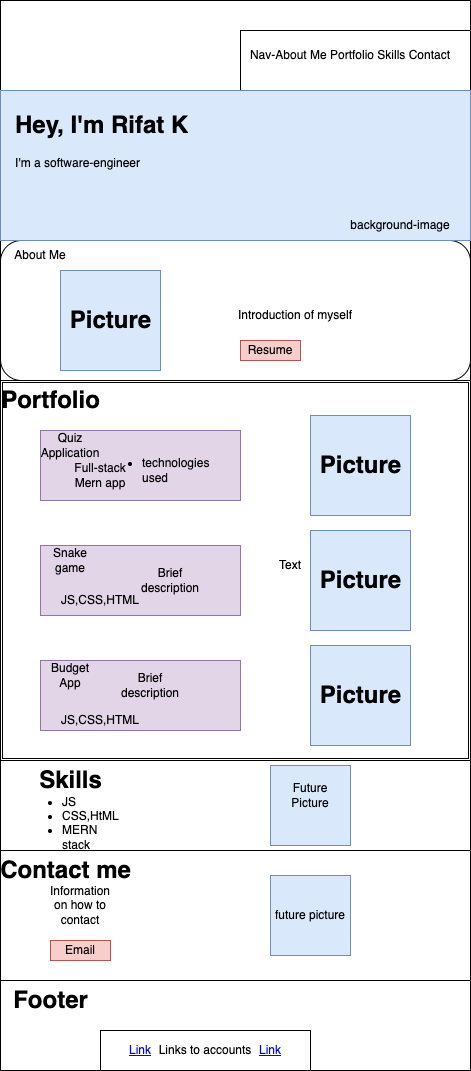 Nav-About Me Portfolio Skills Contact
Hey, I'm Rifat K
I'm a software-engineer
background-image
About Me
Picture
Introduction of myself
Resume
Portfolio
Quiz
Application
Full-stack
Mern app
• technologies
used
Picture
Snake
game
Brief
description
JS,CSS,HTML
Text
Picture
Budget
App
Brief
description
JS,CSS,HTML
Picture
Skills
• JS
• CSS,HtML
• MERN
stack
Future
Picture
Contact me
Information
on how to
contact
Email
future picture
Footer
Link Links to accounts Link